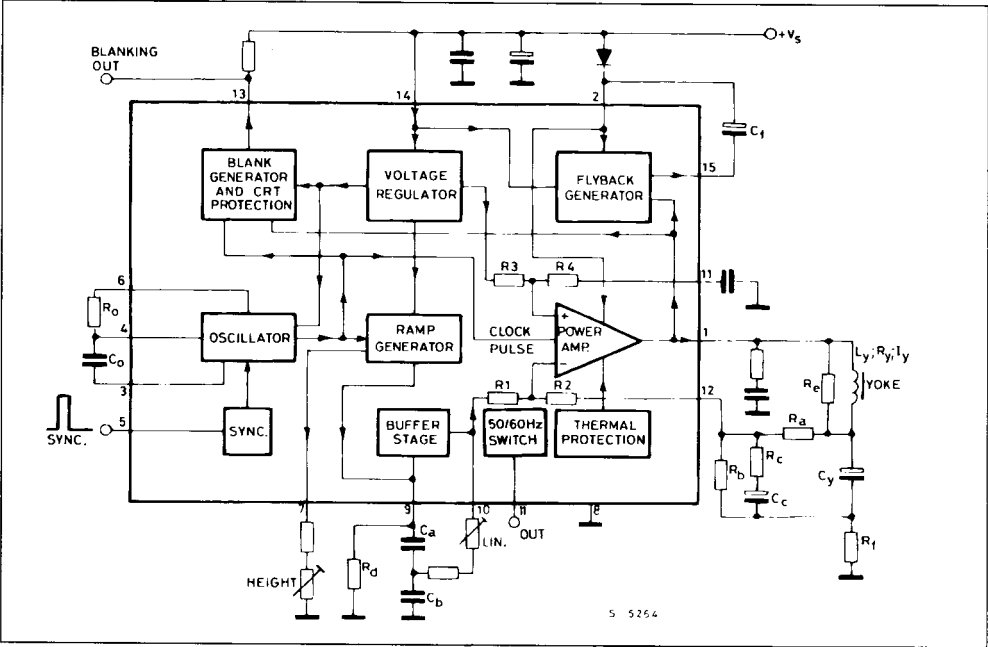 +Vs
BLANKING
OUT
13
14
2
Cf
15
BLANK
GENERATOR
AND CRT
PROTECTION
VOLTAGE
REGULATOR
FLYBACK
GENERATOR
R3
R4
11
6
Ro
4
Co
3
OSCILLATOR
RAMP
GENERATOR
CLOCK
PULSE
+
POWER
AMP.
−
1
Ly; Ry; Iy
YOKE
Re
R1
R2
12
SYNC.
5
SYNC.
BUFFER
STAGE
50/60Hz
SWITCH
THERMAL
PROTECTION
Ra
Rb
Rc
Cc
Cy
Rf
7
9
10
11
8
OUT
LIN.
Ca
Rd
Cb
HEIGHT
S 5264